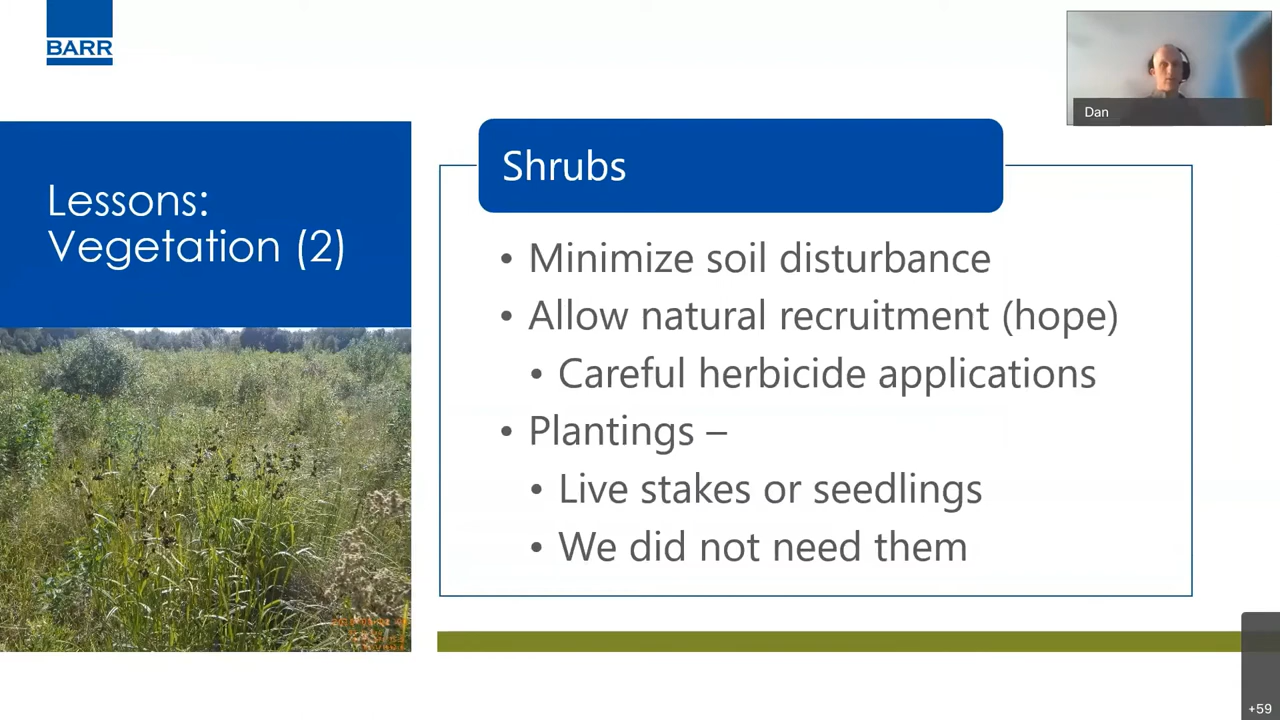 BARR
Dan
Lessons:
Vegetation (2)
Shrubs
• Minimize soil disturbance
• Allow natural recruitment (hope)
• Careful herbicide applications
• Plantings –
• Live stakes or seedlings
• We did not need them
+59